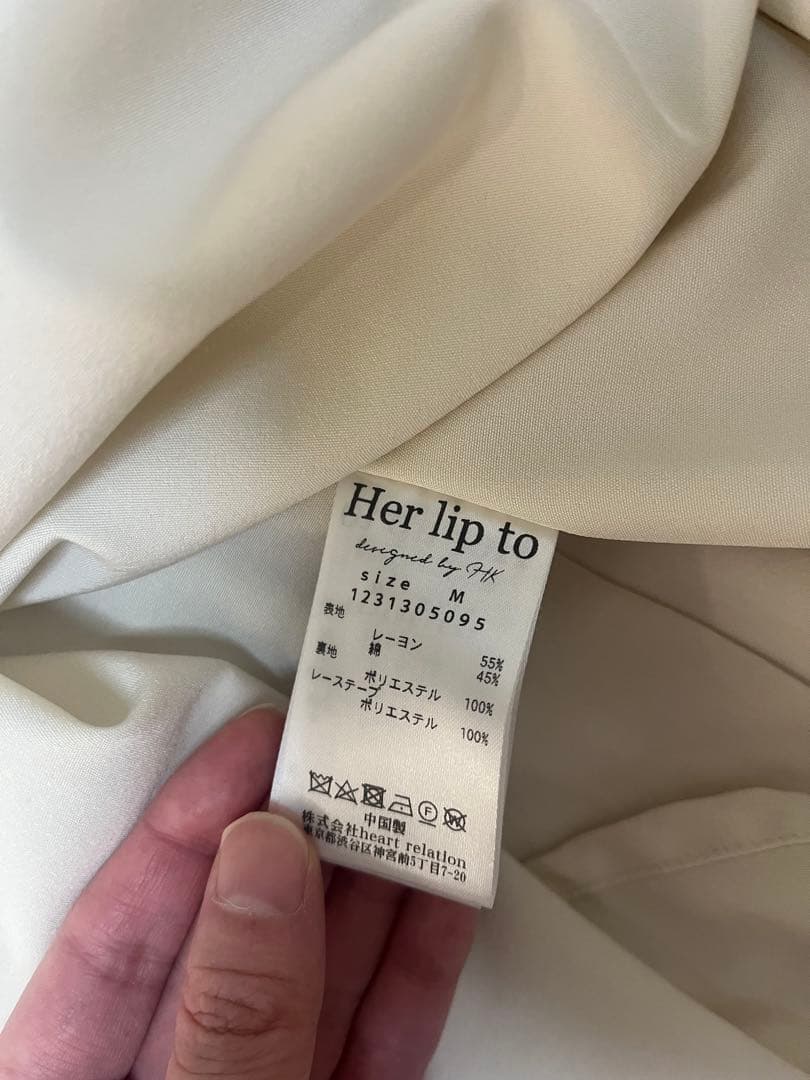 Her lip to
designed by HK
size M
1231305095
表地
レーヨン 55%
綿 45%
裏地
ポリエステル 100%
レーステープ
ポリエステル 100%
中国製
株式会社heart relation
東京都渋谷区神宮前5丁目7-20